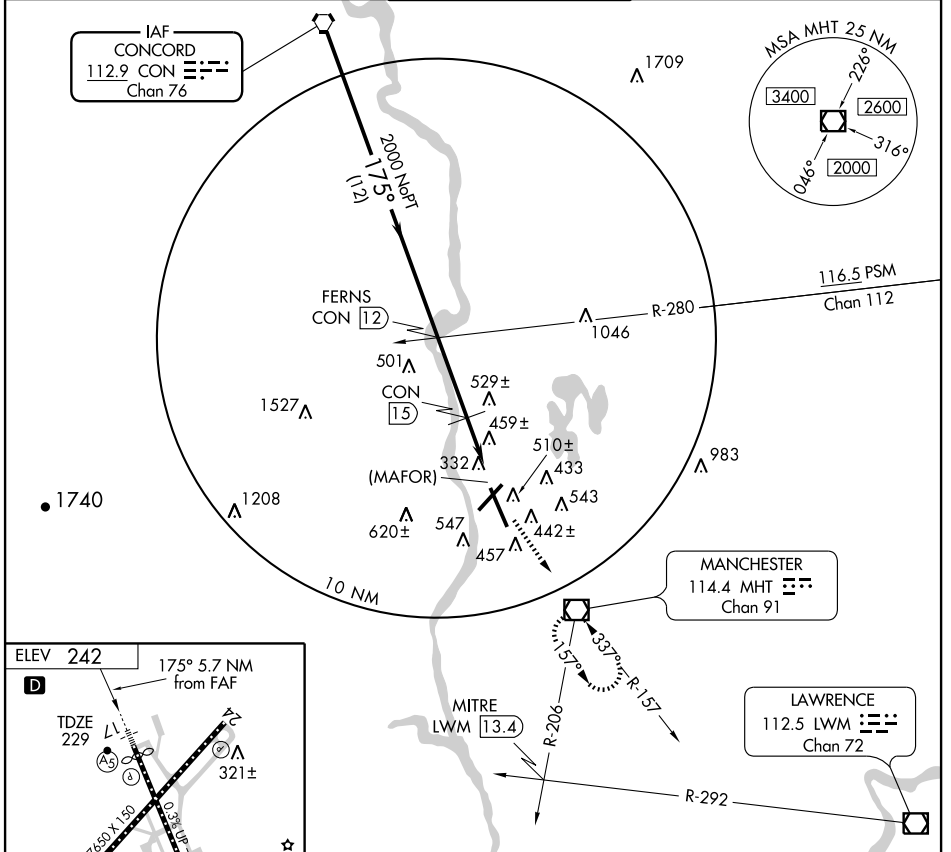 IAF
CONCORD
112.9 CON
Chan 76
1709
MSA MHT 25 NM
226°
3400
2600
316°
046°
2000
2000 NoPT
175°
(12)
116.5 PSM
Chan 112
R-280
FERNS
CON 12
1046
501
CON
15
529±
1527
459±
510±
332
433
(MAFOR)
983
1740
1208
543
620±
547
442±
457
10 NM
MANCHESTER
114.4 MHT
Chan 91
337°
157°
R-157
R-206
MITRE
LWM 13.4
R-292
LAWRENCE
112.5 LWM
Chan 72
ELEV 242
D
175° 5.7 NM
from FAF
TDZE
229
17
24
A5
P
P
321±
7650 X 150
0.3% UP